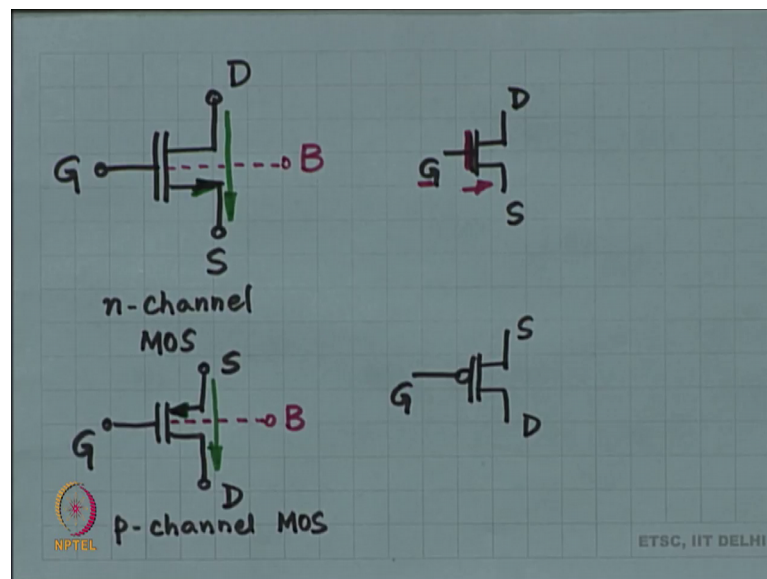 D
G
B
S
n-channel
MOS
D
G
S
S
G
B
D
p-channel MOS
S
G
D
NPTEL
ETSC, IIT DELHI